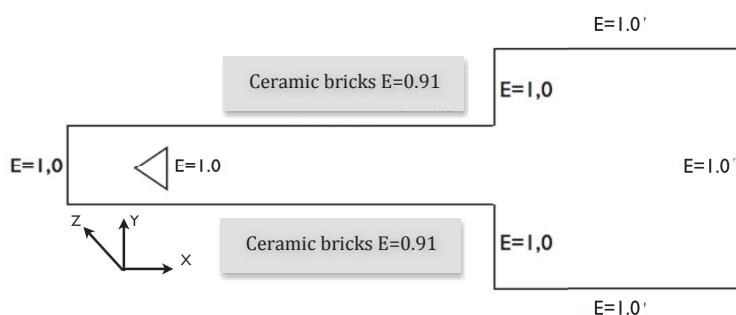 E=1.0'
Ceramic bricks E=0.91
E=1,0
E=1,0
E=1.0
E=1.0'
Z
Y
X
Ceramic bricks E=0.91
E=1,0
E=1.0'